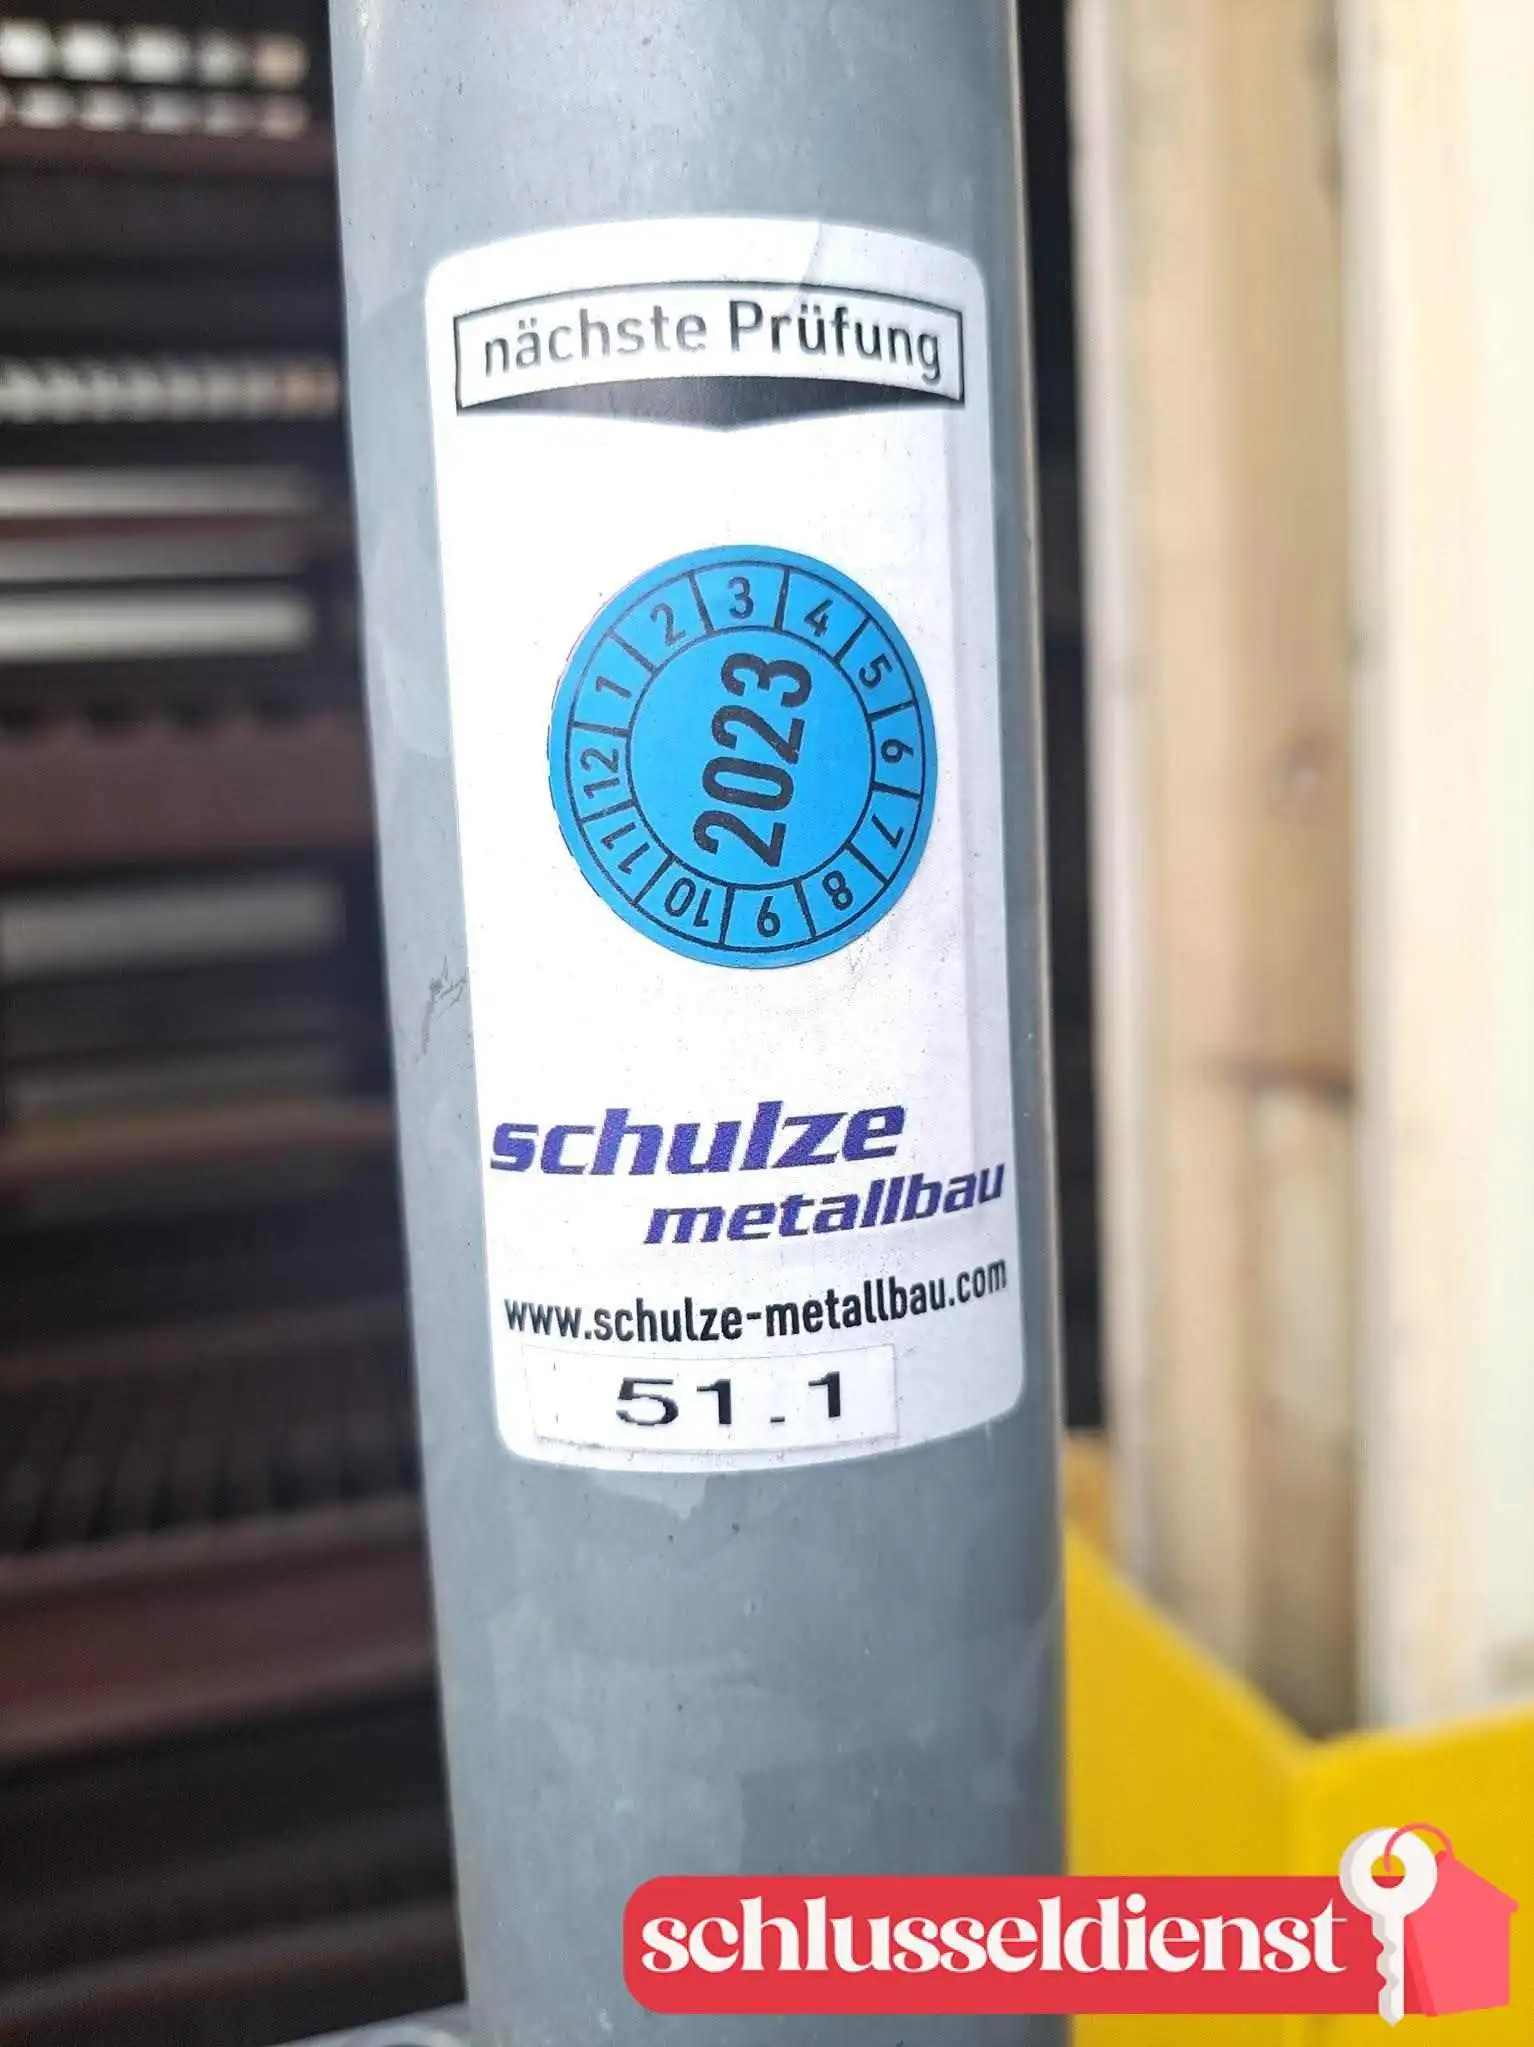 nächste Prüfung
1 2 3 4 5 6 7 8 9 10 11 12
2023
schulze
metallbau
www.schulze-metallbau.com
51.1
schlusseldienst